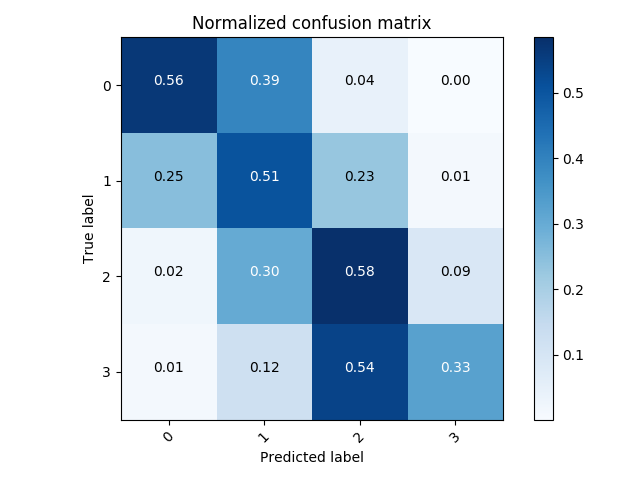 Normalized confusion matrix
True label
0 0.56 0.39 0.04 0.00
1 0.25 0.51 0.23 0.01
2 0.02 0.30 0.58 0.09
3 0.01 0.12 0.54 0.33
0 1 2 3
Predicted label
0.5
0.4
0.3
0.2
0.1